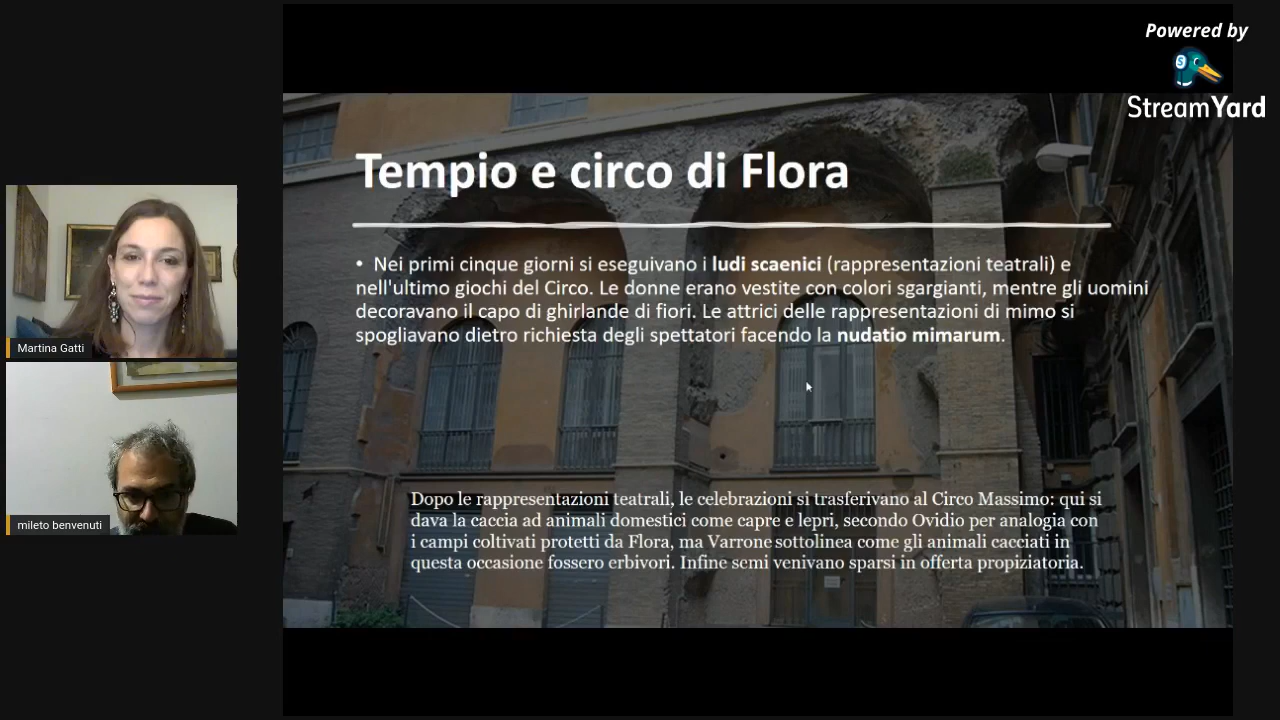 Powered by
StreamYard
Tempio e circo di Flora
• Nei primi cinque giorni si eseguivano i ludi scaenici (rappresentazioni teatrali) e
nell'ultimo giochi del Circo. Le donne erano vestite con colori sgargianti, mentre gli uomini
decoravano il capo di ghirlande di fiori. Le attrici delle rappresentazioni di mimo si
spogliavano dietro richiesta degli spettatori facendo la nudatio mimarum.
Dopo le rappresentazioni teatrali, le celebrazioni si trasferivano al Circo Massimo: qui si
dava la caccia ad animali domestici come capre e lepri, secondo Ovidio per analogia con
i campi coltivati protetti da Flora, ma Varrone sottolinea come gli animali cacciati in
questa occasione fossero erbivori. Infine semi venivano sparsi in offerta propiziatoria.
Martina Gatti
mileto benvenuti